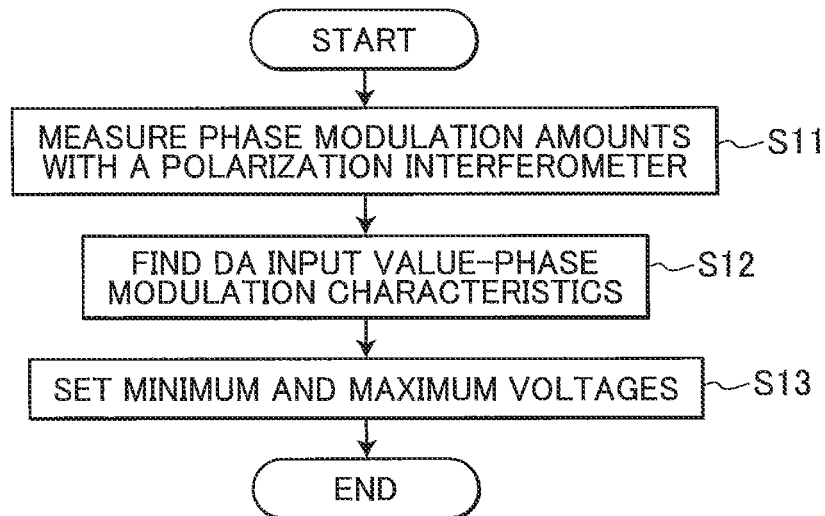 START
MEASURE PHASE MODULATION AMOUNTS
WITH A POLARIZATION INTERFEROMETER
S11
FIND DA INPUT VALUE-PHASE
MODULATION CHARACTERISTICS
S12
SET MINIMUM AND MAXIMUM VOLTAGES
S13
END